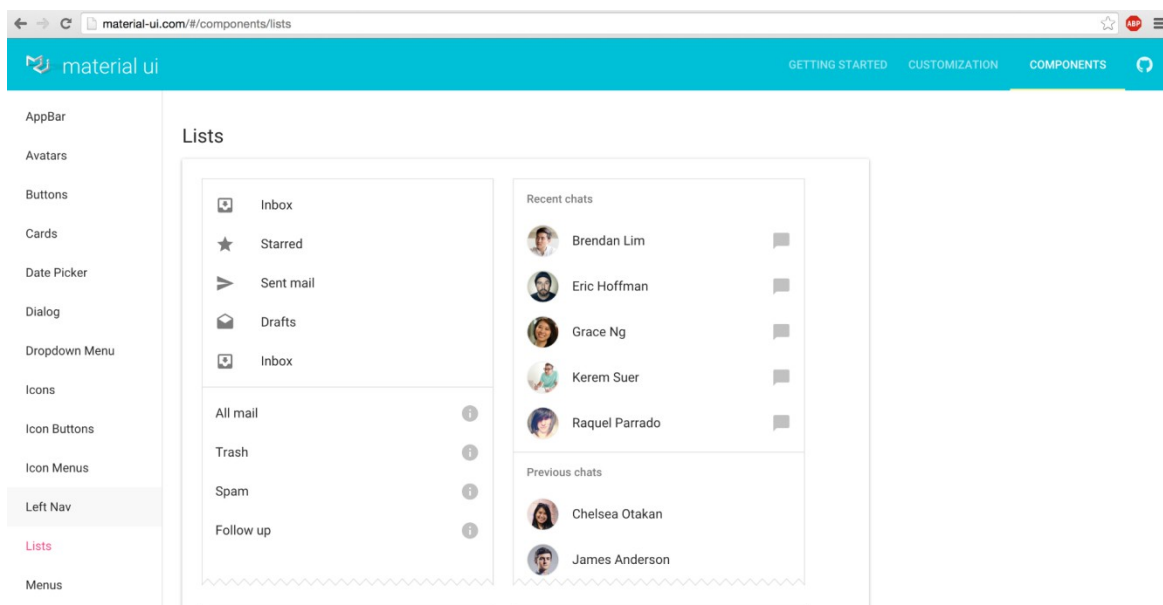 material-ui.com/#/components/lists
ABP
material ui
GETTING STARTED CUSTOMIZATION COMPONENTS
AppBar
Avatars
Buttons
Cards
Date Picker
Dialog
Dropdown Menu
Icons
Icon Buttons
Icon Menus
Left Nav
Lists
Menus
Lists
Inbox
Starred
Sent mail
Drafts
Inbox
All mail
Trash
Spam
Follow up
Recent chats
Brendan Lim
Eric Hoffman
Grace Ng
Kerem Suer
Raquel Parrado
Previous chats
Chelsea Otakan
James Anderson